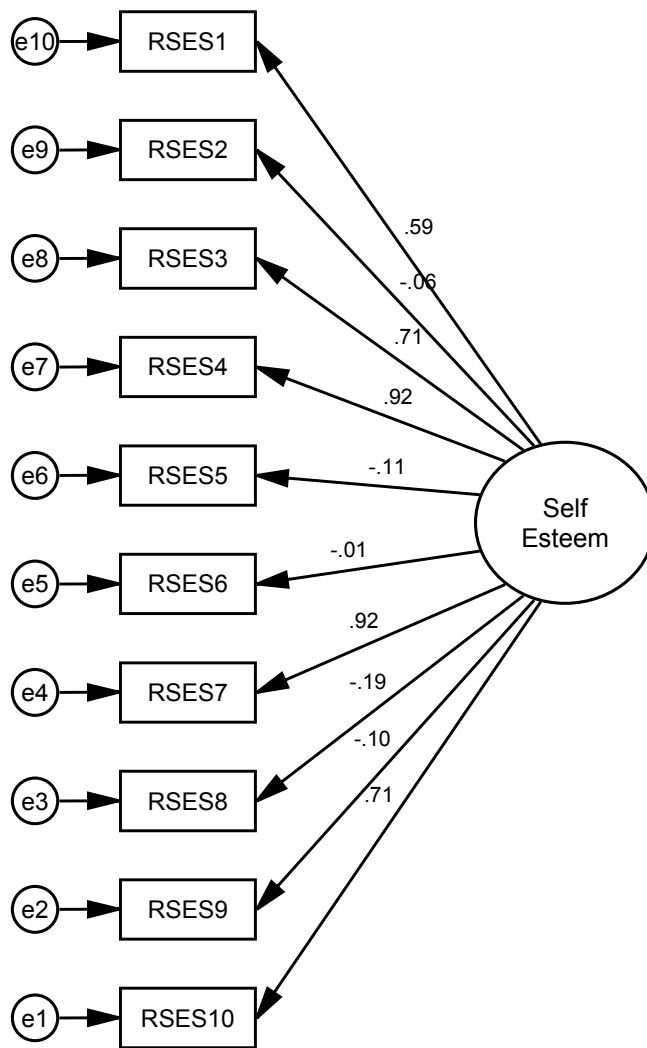 e10
RSES1
e9
RSES2
e8
RSES3
e7
RSES4
e6
RSES5
e5
RSES6
e4
RSES7
e3
RSES8
e2
RSES9
e1
RSES10
.59
-.06
.71
.92
-.11
-.01
.92
-.19
-.10
.71
Self
Esteem